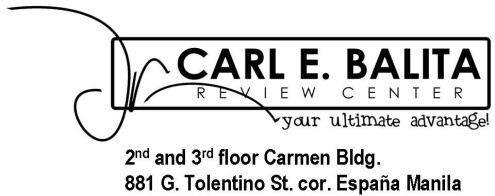 Dr. CARL E. BALITA
REVIEW CENTER
your ultimate advantage!
2nd and 3rd floor Carmen Bldg.
881 G. Tolentino St. cor. España Manila